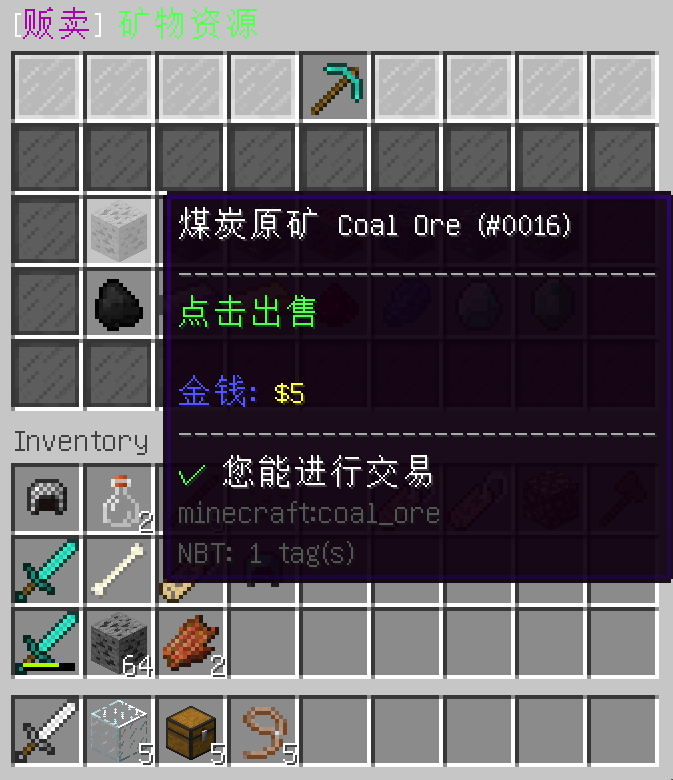 [贩卖] 矿物资源
煤炭原矿 Coal Ore (#0016)
点击出售
金钱: $5
Inventory
✓ 您能进行交易
2
minecraft:coal_ore
NBT: 1 tag(s)
64
2
5
5
5